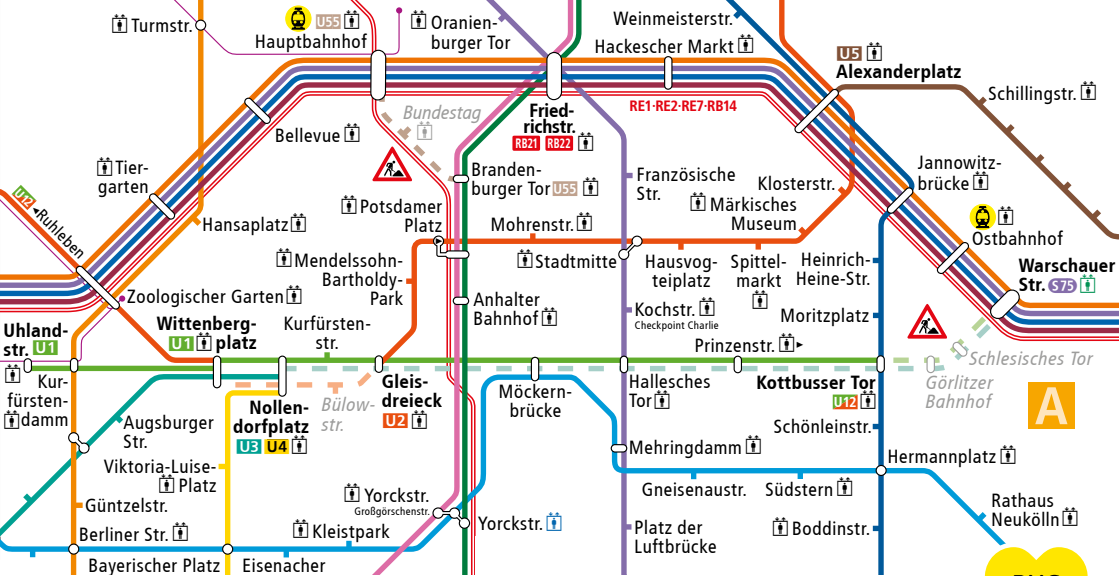 Turmstr.
U55
Hauptbahnhof
Oranien-
burger Tor
Weinmeisterstr.
Hackescher Markt
U5
Alexanderplatz
Schillingstr.
Bellevue
Bundestag
Fried-
richstr.
RB21 RB22
RE1·RE2·RE7·RB14
Tier-
garten
Branden-
burger Tor U55
Französische
Str.
Klosterstr.
Jannowitz-
brücke
U12
◂Ruhleben
Hansaplatz
Potsdamer
Platz
Mohrenstr.
Märkisches
Museum
Ostbahnhof
Mendelssohn-
Bartholdy-
Park
Stadtmitte
Hausvog-
teiplatz
Spittel-
markt
Heinrich-
Heine-Str.
Warschauer
Str. S75
Zoologischer Garten
Anhalter
Bahnhof
Kochstr.
Checkpoint Charlie
Moritzplatz
Uhland-
str. U1
Wittenberg-
U1 platz
Kurfürsten-
str.
Prinzenstr. ▸
Schlesisches Tor
Kur-
fürsten-
damm
Nollen-
dorfplatz
U3 U4
Bülow-
str.
Gleis-
dreieck
U2
Möckern-
brücke
Hallesches
Tor
Kottbusser Tor
U12
Görlitzer
Bahnhof
A
Augsburger
Str.
Schönleinstr.
Viktoria-Luise-
Platz
Mehringdamm
Hermannplatz
Güntzelstr.
Yorckstr.
Großgörschenstr.
Gneisenaustr.
Südstern
Rathaus
Neukölln
Berliner Str.
Kleistpark
Yorckstr.
Platz der
Luftbrücke
Boddinstr.
Bayerischer Platz
Eisenacher